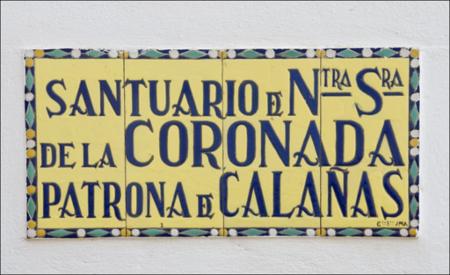 SANTUARIO DE NTRA SRA
DE LA CORONADA
PATRONA DE CALAÑAS